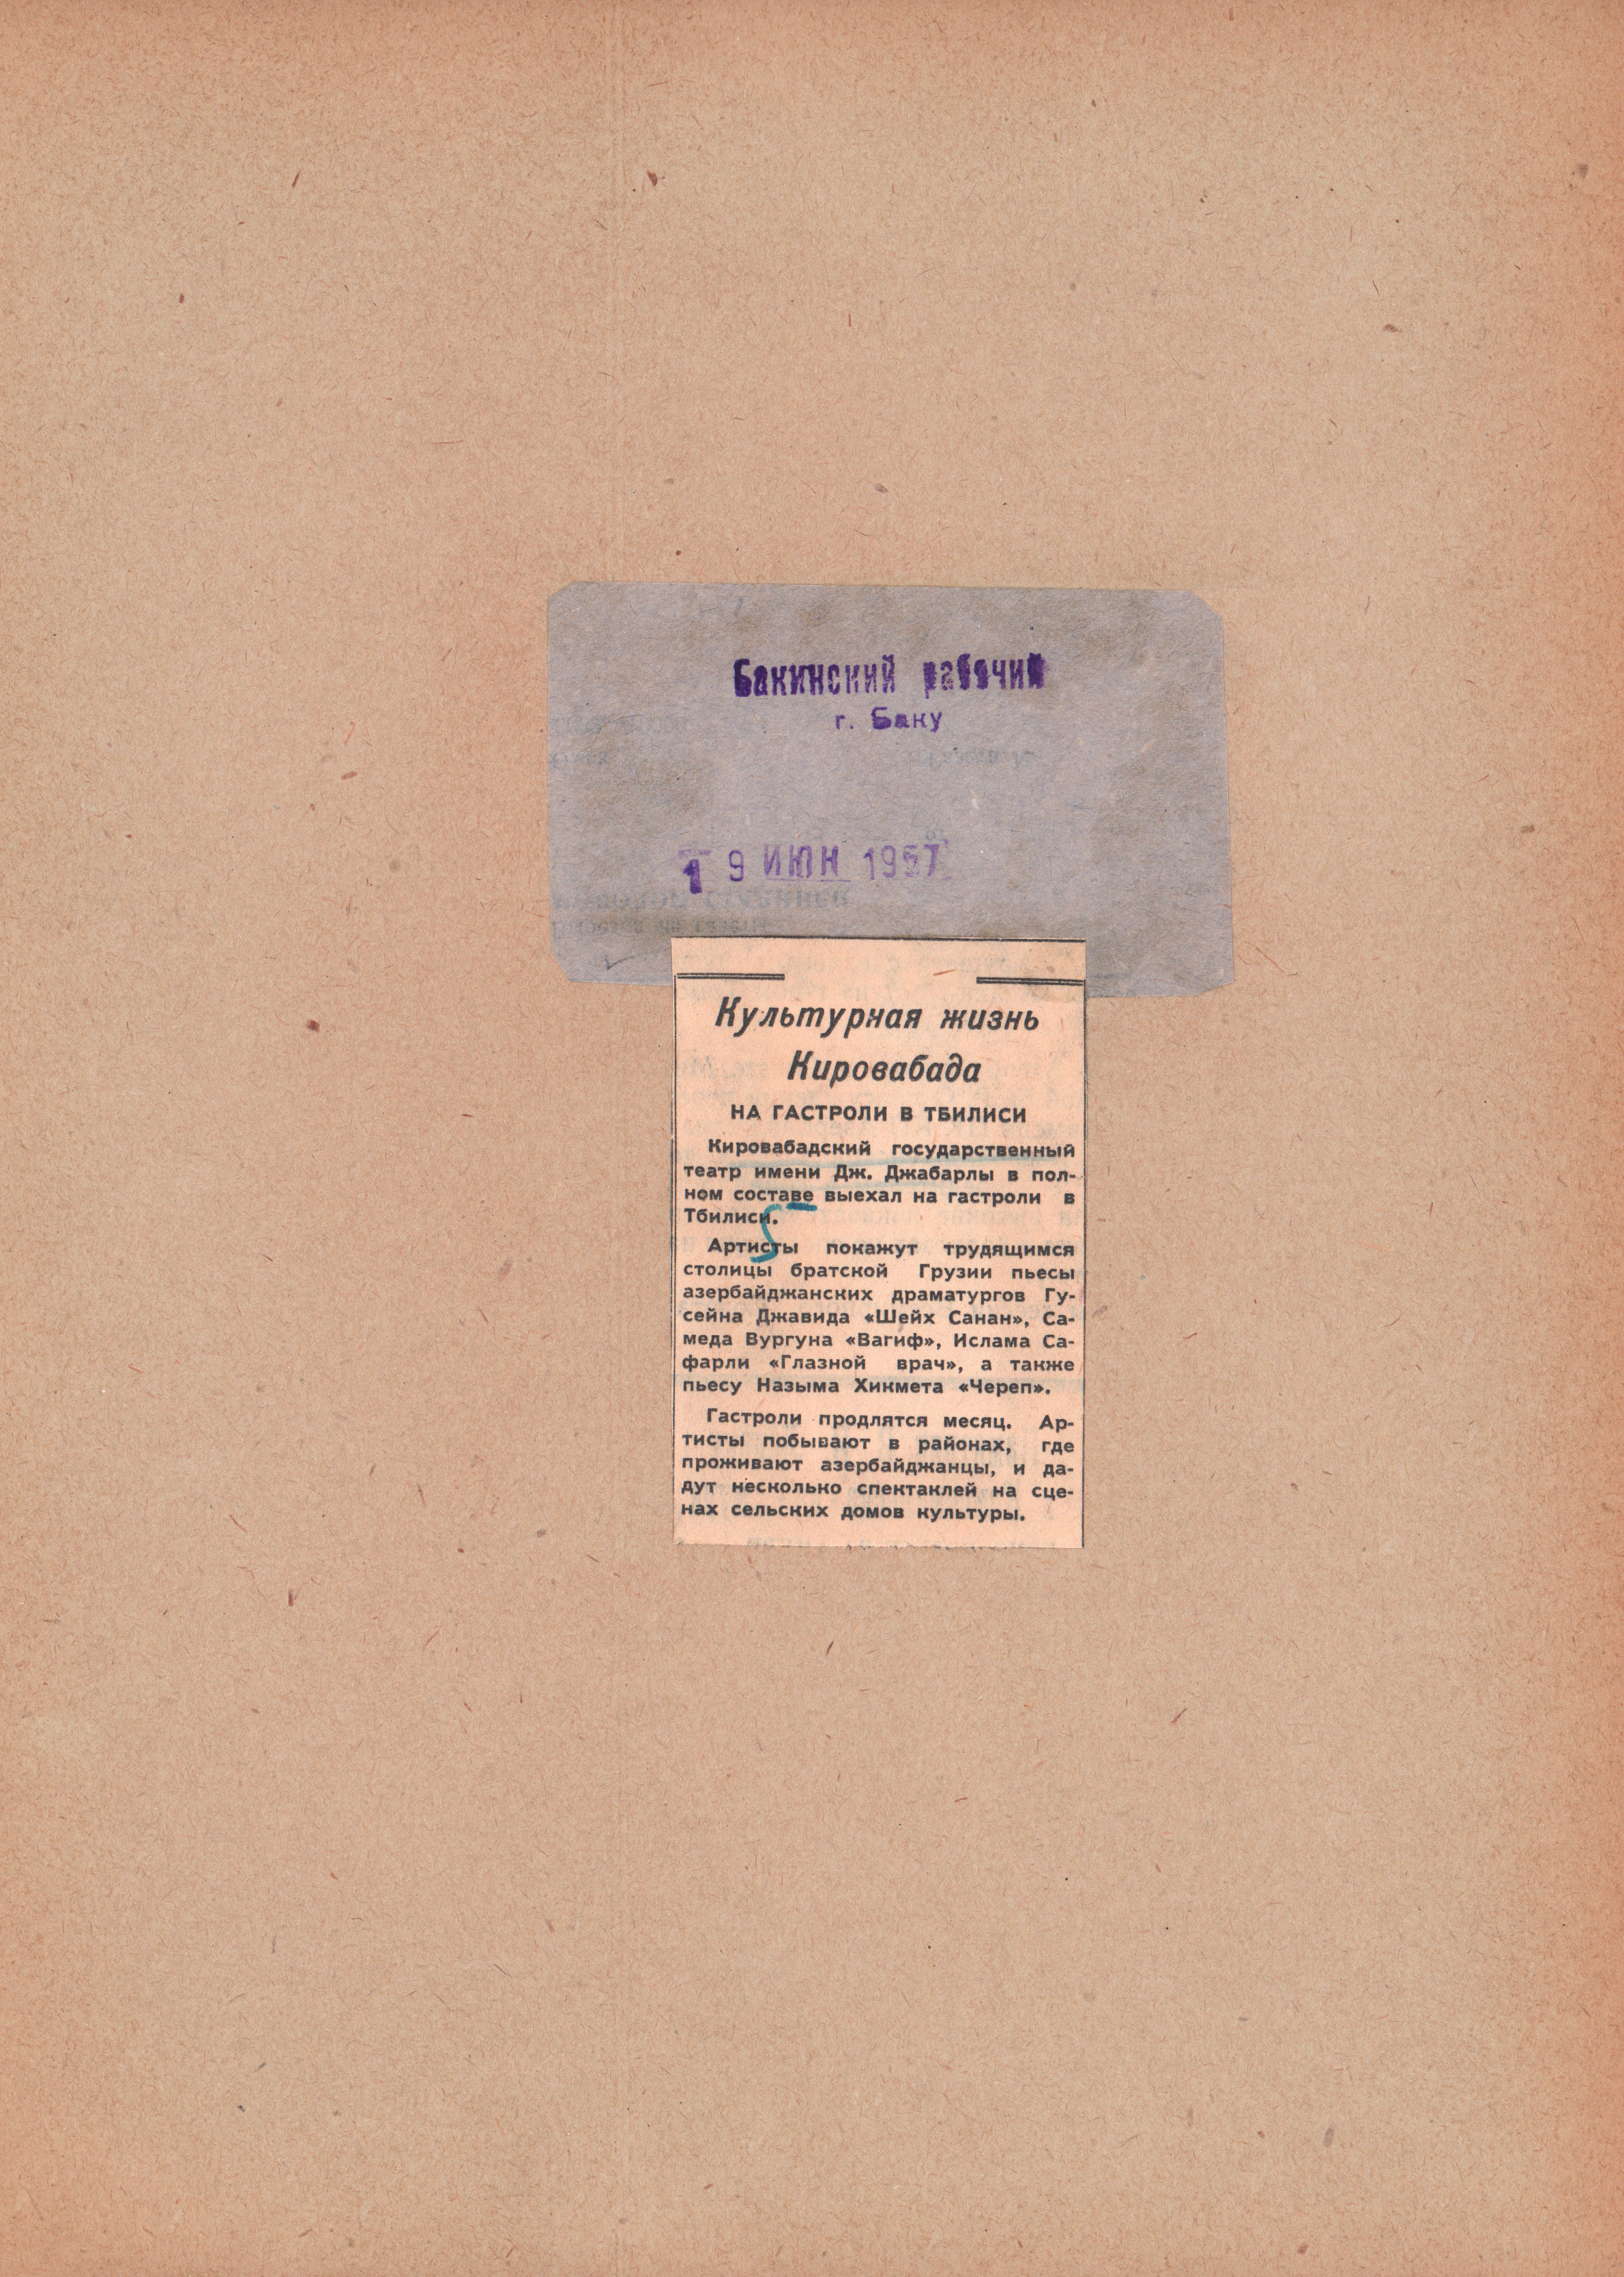 Бакинский рабочий
г. Баку
19 ИЮН 1957
Культурная жизнь
Кировабада
НА ГАСТРОЛИ В ТБИЛИСИ
Кировабадский государственный
театр имени Дж. Джабарлы в пол-
ном составе выехал на гастроли в
Тбилиси.
Артисты покажут трудящимся
столицы братской Грузии пьесы
азербайджанских драматургов Гу-
сейна Джавида «Шейх Санан», Са-
меда Вургуна «Вагиф», Ислама Са-
фарли «Глазной врач», а также
пьесу Назыма Хикмета «Череп».
Гастроли продлятся месяц. Ар-
тисты побывают в районах, где
проживают азербайджанцы, и да-
дут несколько спектаклей на сце-
нах сельских домов культуры.